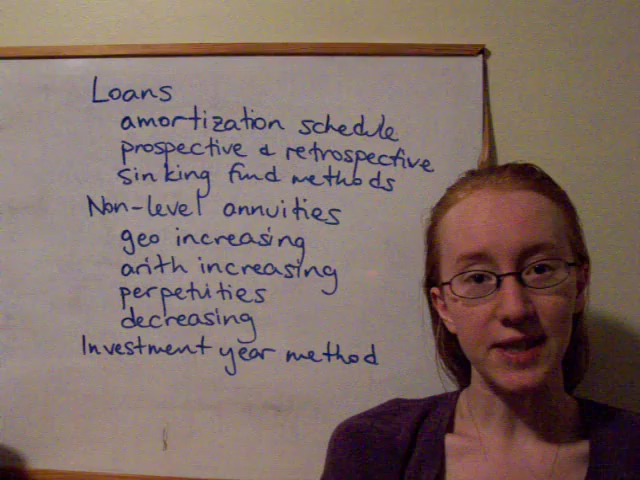 Loans
amortization schedule
prospective & retrospective
sinking fund methods
Non-level annuities
geo increasing
arith increasing
perpetuities
decreasing
Investment year method